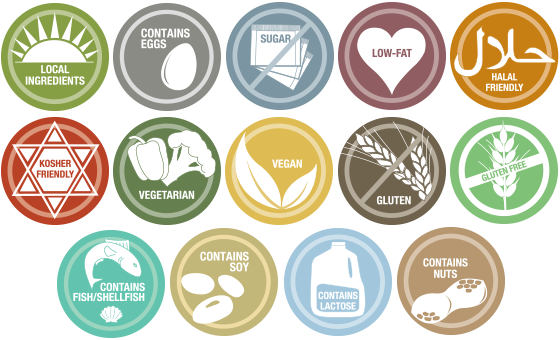 LOCAL
INGREDIENTS
CONTAINS
EGGS
SUGAR
LOW-FAT
حلال
HALAL
FRIENDLY
KOSHER
FRIENDLY
VEGETARIAN
VEGAN
GLUTEN
GLUTEN FREE
CONTAINS
FISH/SHELLFISH
CONTAINS
SOY
CONTAINS
LACTOSE
CONTAINS
NUTS